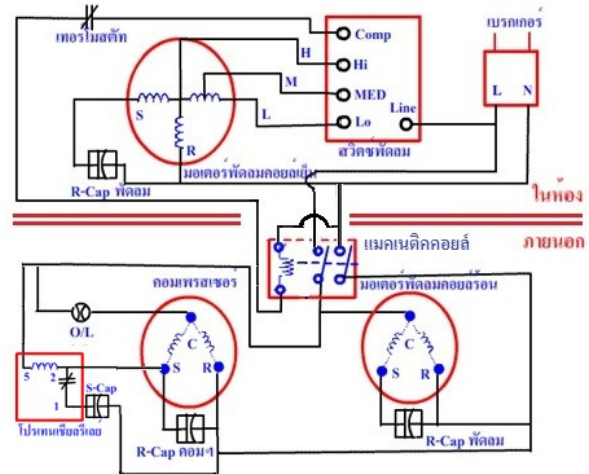 เทอร์โมสตัท
Comp
เบรกเกอร์
H
Hi
M
MED
L
N
S
L
Line
Lo
R
สวิตซ์พัดลม
มอเตอร์พัดลมคอยล์เย็น
R-Cap พัดลม
ในห้อง
ภายนอก
แมคเนติคคอยล์
คอมเพรสเซอร์
มอเตอร์พัดลมคอยล์ร้อน
O/L
C
C
5
2
S
R
S
R
S-Cap
1
โปรเทนเชียลรีเลย์
R-Cap คอมฯ
R-Cap พัดลม